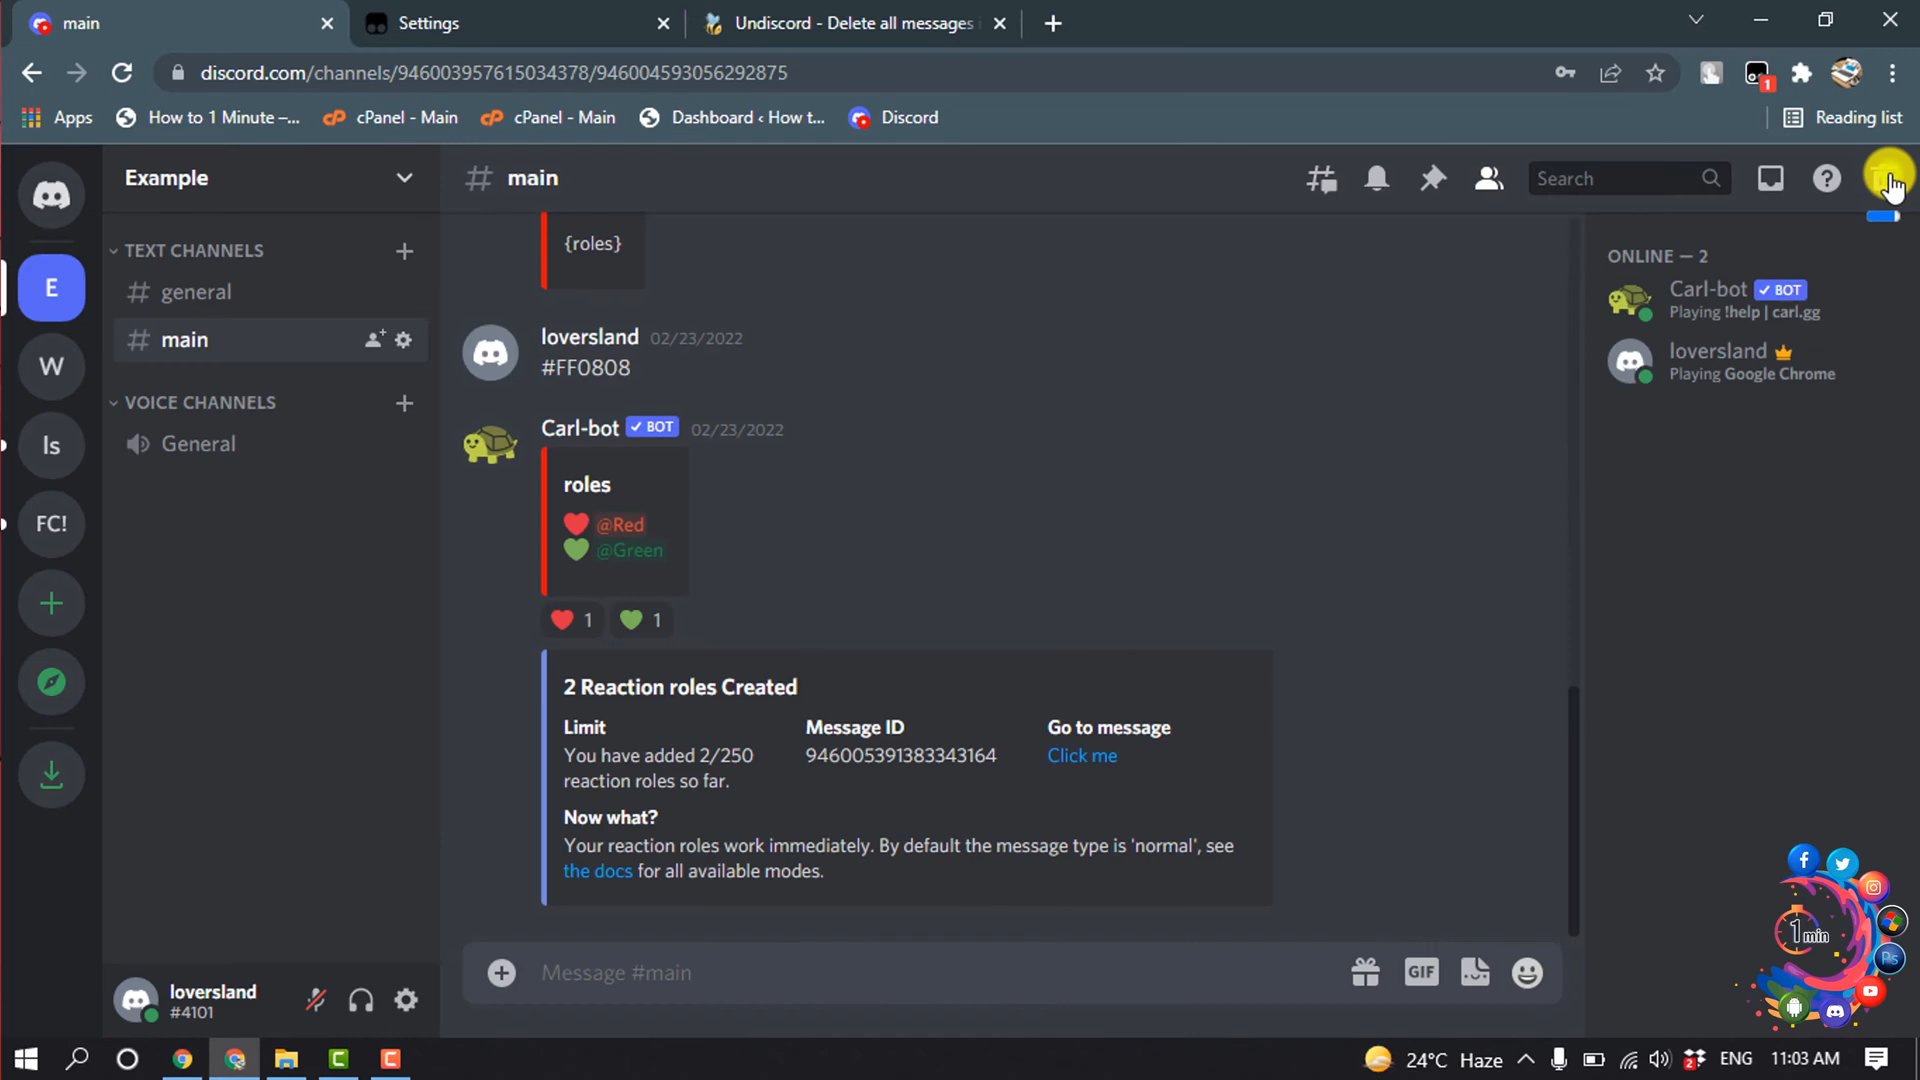 main
Settings
Undiscord - Delete all messages i
discord.com/channels/946003957615034378/946004593056292875
1
Apps
How to 1 Minute –...
cPanel - Main
cPanel - Main
Dashboard ‹ How t...
Discord
Reading list
Example
main
Search
TEXT CHANNELS
general
main
VOICE CHANNELS
General
E
W
Is
FC!
{roles}
loversland 02/23/2022
#FF0808
Carl-bot BOT 02/23/2022
roles
@Red
@Green
1 1
2 Reaction roles Created
Limit Message ID Go to message
You have added 2/250 946005391383343164 Click me
reaction roles so far.
Now what?
Your reaction roles work immediately. By default the message type is 'normal', see
the docs for all available modes.
ONLINE — 2
Carl-bot BOT
Playing !help | carl.gg
loversland
Playing Google Chrome
Message #main
GIF
loversland
#4101
1 min
Ps
24°C Haze
2
ENG
11:03 AM